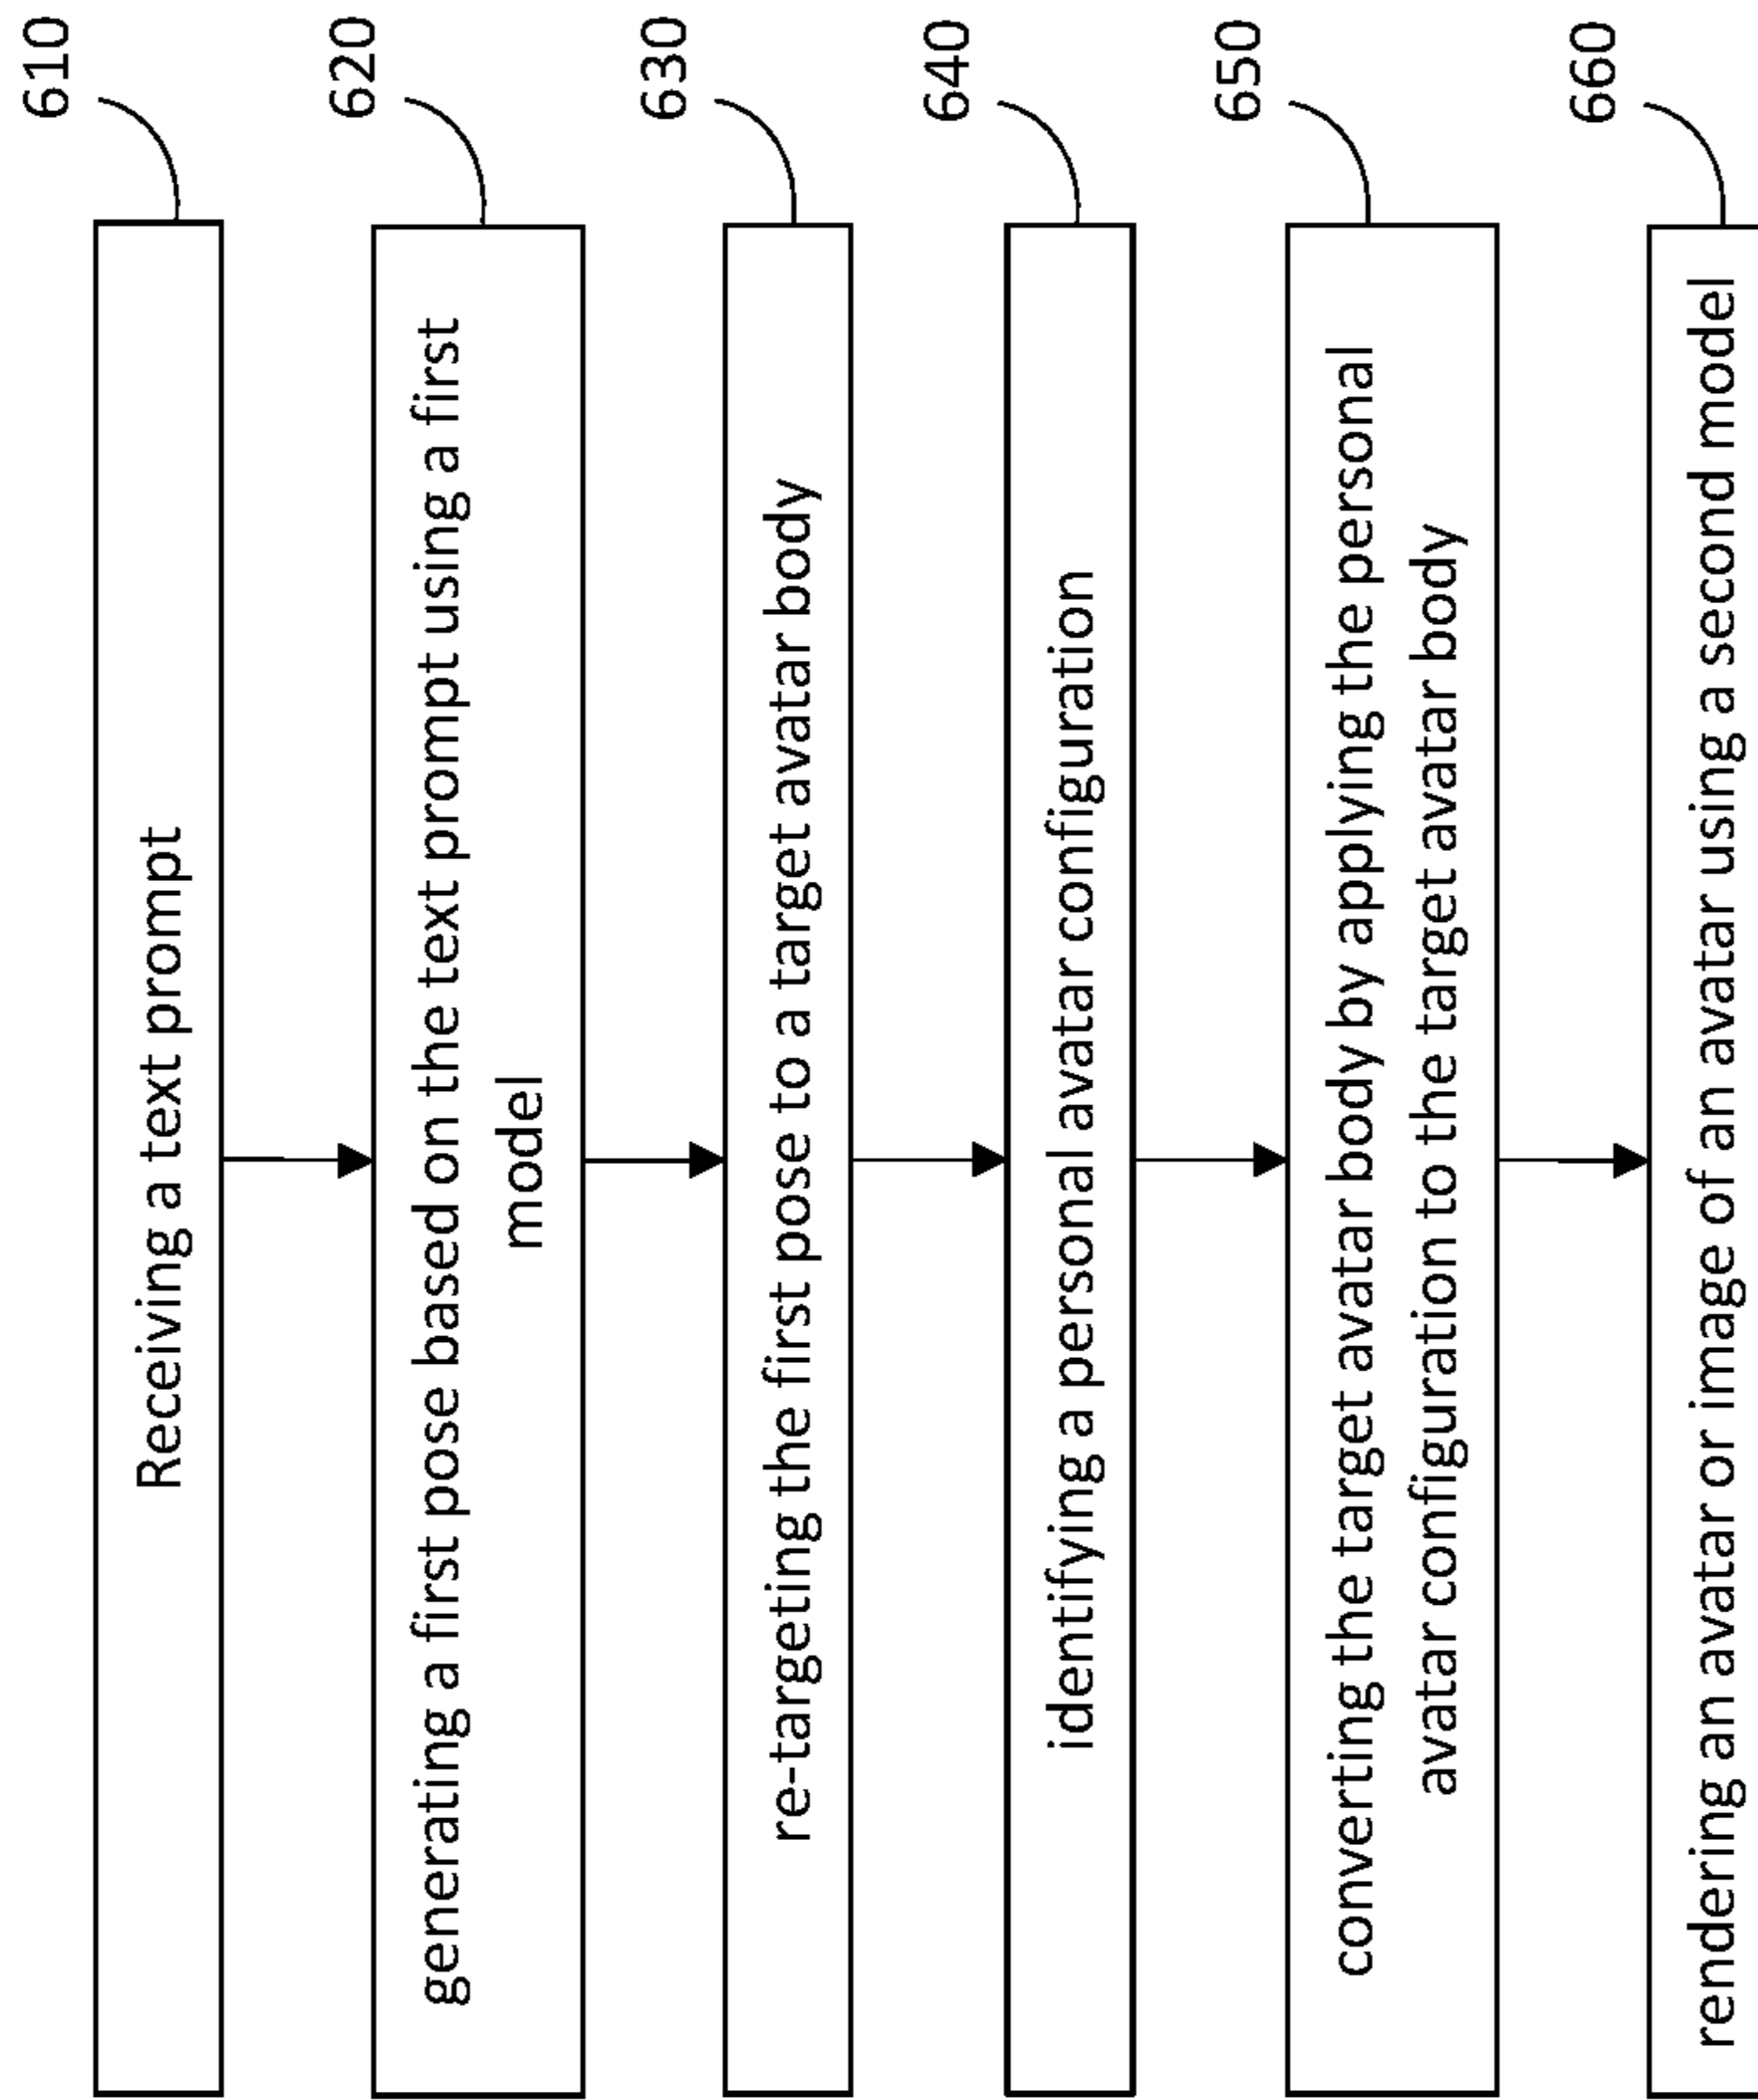 610
Receiving a text prompt
620
generating a first pose based on the text prompt using a first
model
630
re-targeting the first pose to a target avatar body
640
identifying a personal avatar configuration
650
converting the target avatar body by applying the personal
avatar configuration to the target avatar body
660
rendering an avatar or image of an avatar using a second model